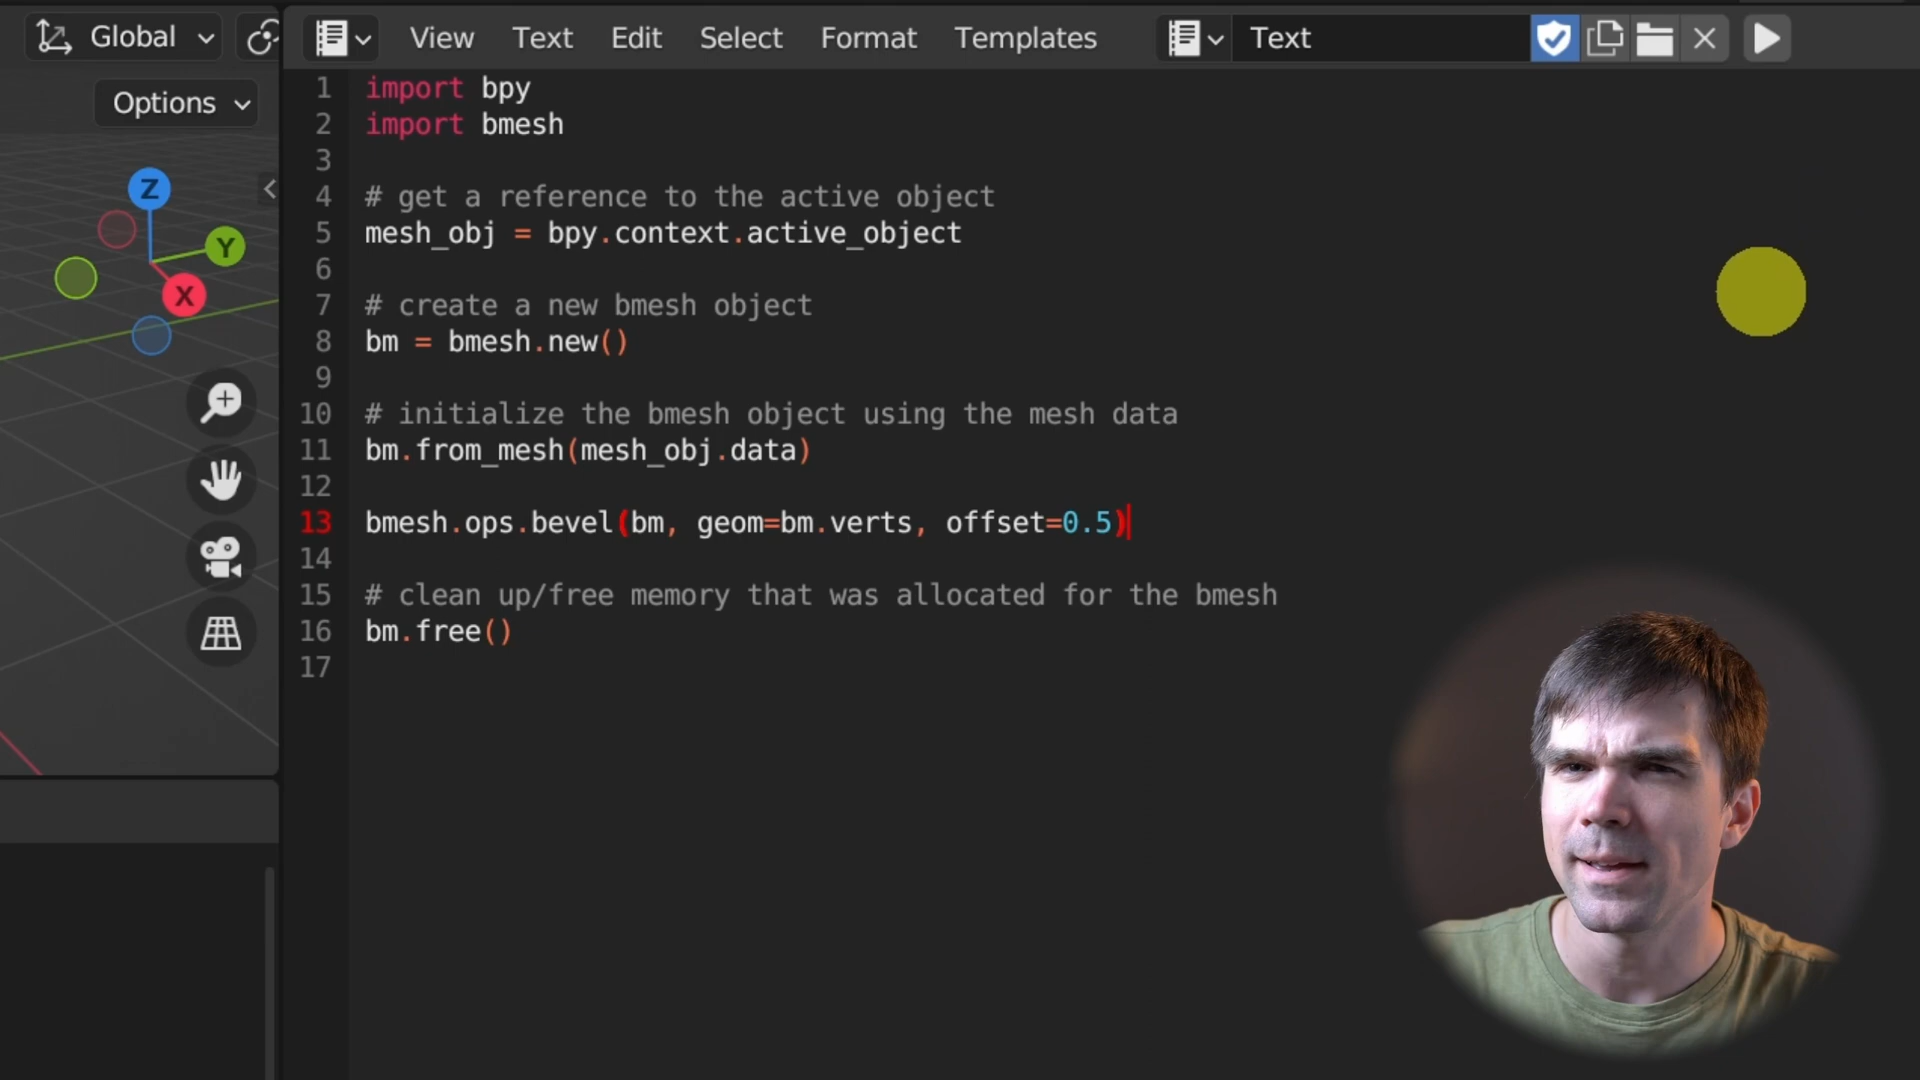 Global
View Text Edit Select Format Templates Text
Options
Z
Y
X
1 import bpy
2 import bmesh
3
4 # get a reference to the active object
5 mesh_obj = bpy.context.active_object
6
7 # create a new bmesh object
8 bm = bmesh.new()
9
10 # initialize the bmesh object using the mesh data
11 bm.from_mesh(mesh_obj.data)
12
13 bmesh.ops.bevel(bm, geom=bm.verts, offset=0.5)
14
15 # clean up/free memory that was allocated for the bmesh
16 bm.free()
17